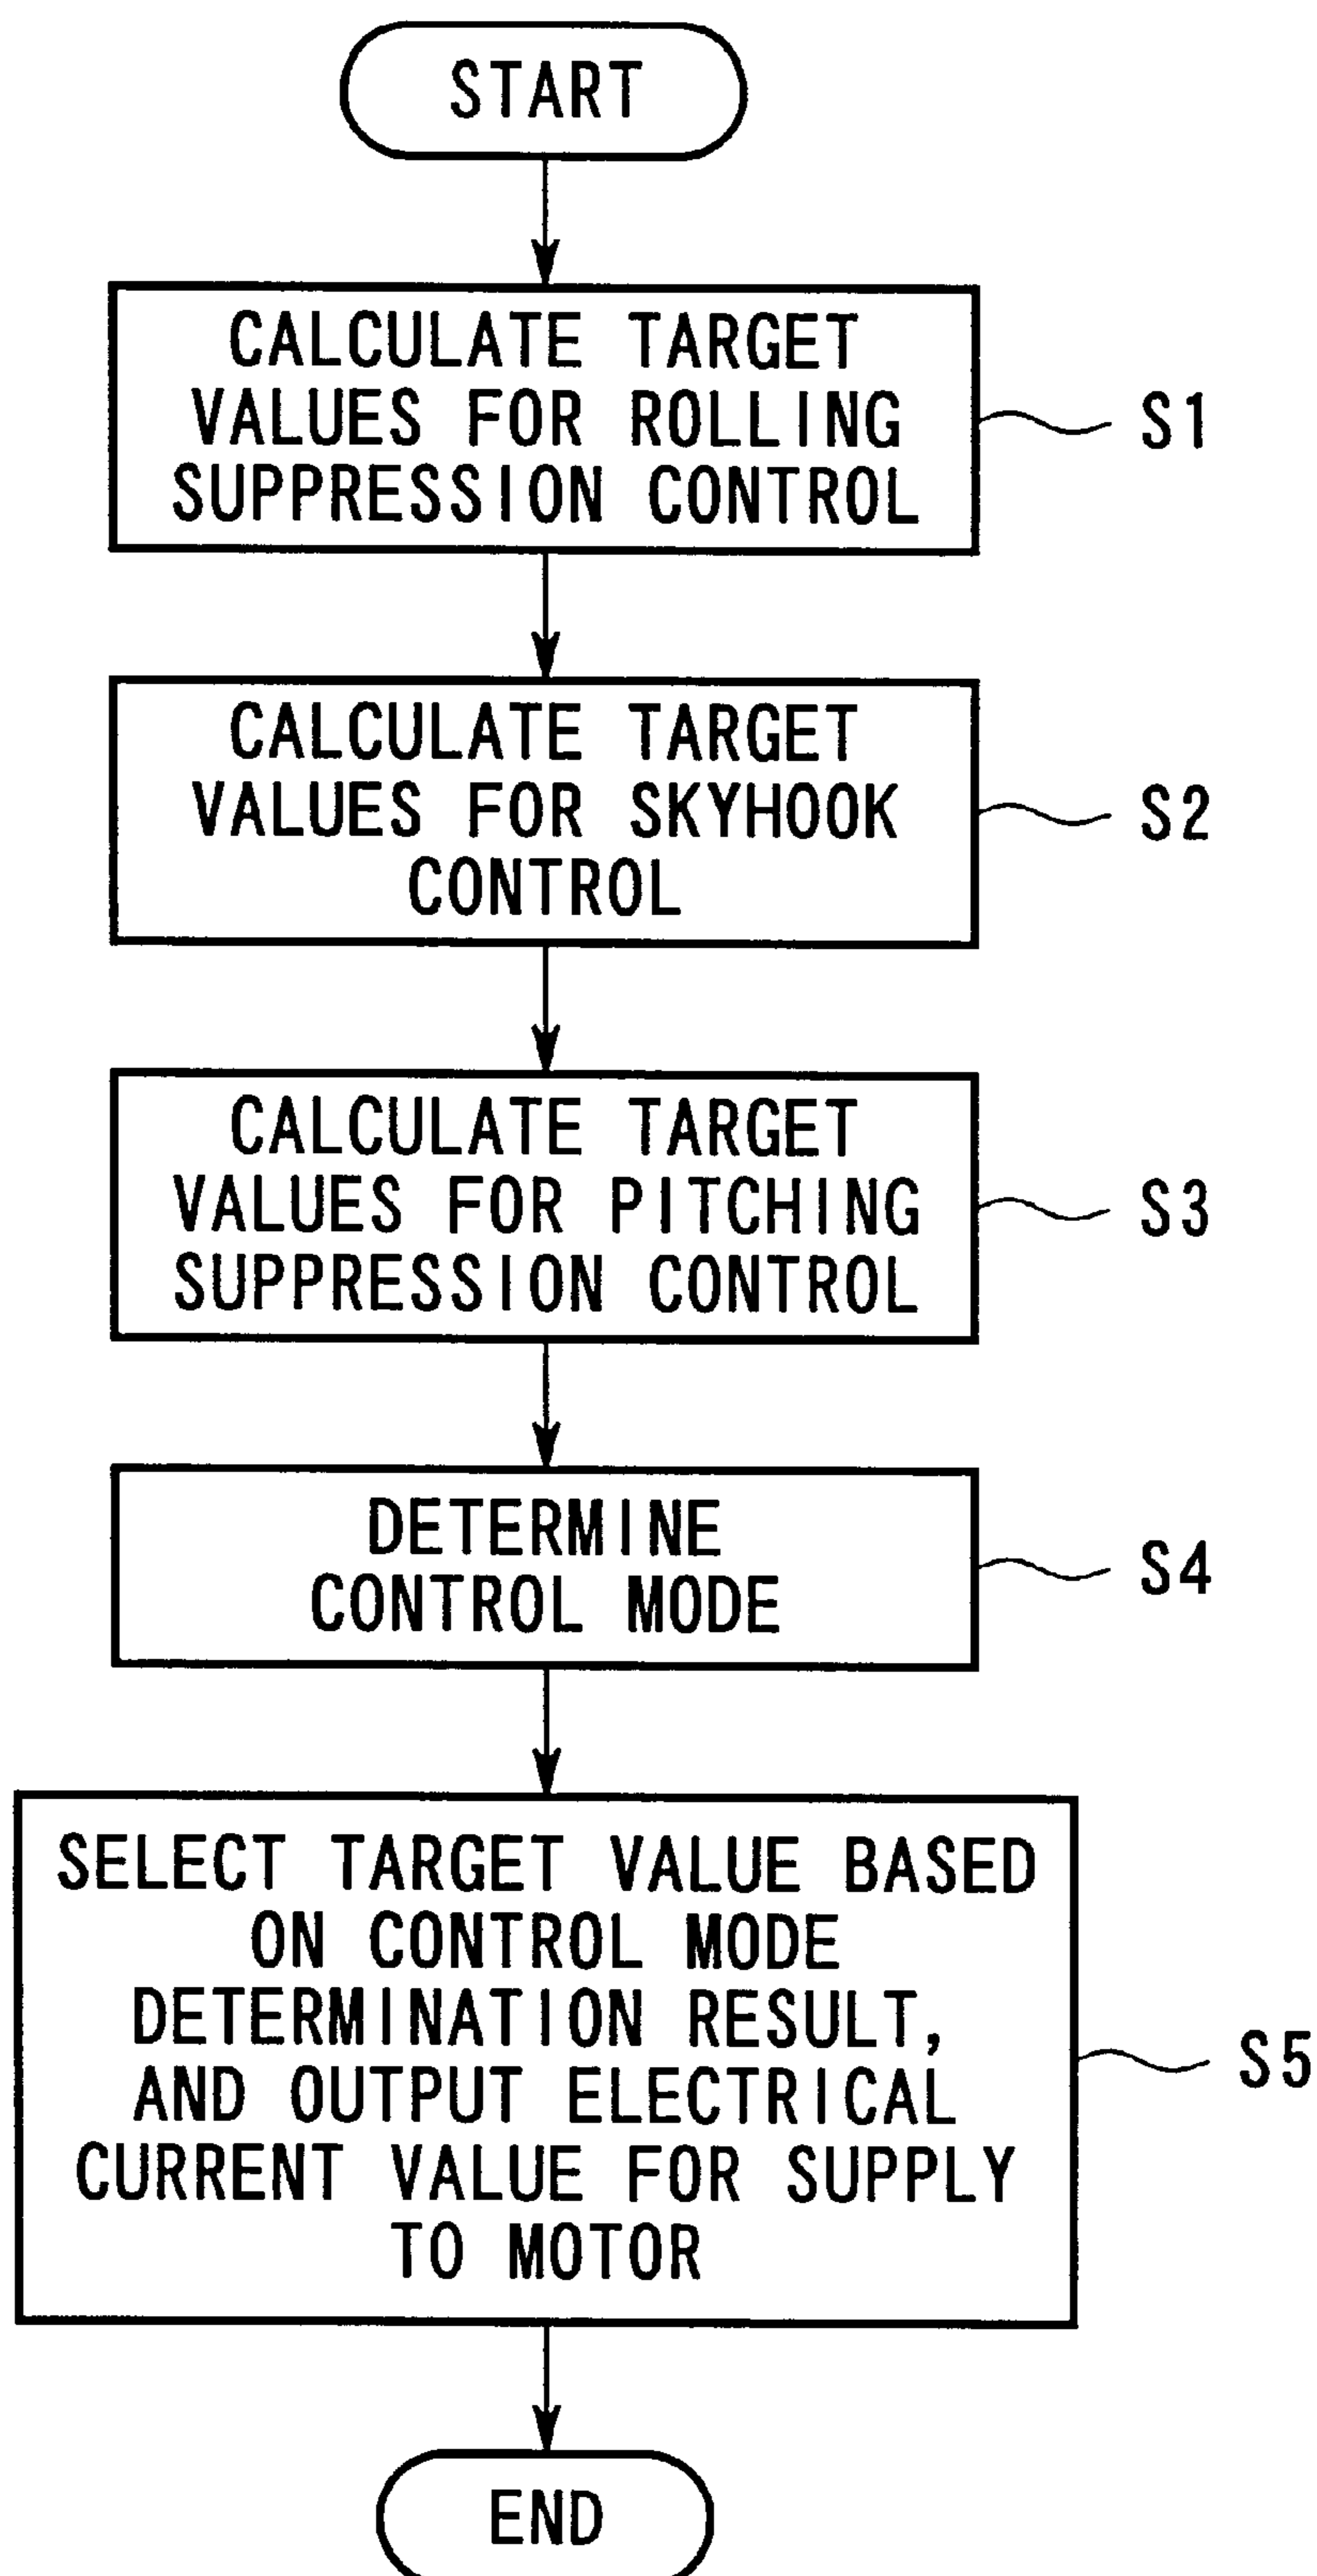 START
CALCULATE TARGET
VALUES FOR ROLLING
SUPPRESSION CONTROL
S1
CALCULATE TARGET
VALUES FOR SKYHOOK
CONTROL
S2
CALCULATE TARGET
VALUES FOR PITCHING
SUPPRESSION CONTROL
S3
DETERMINE
CONTROL MODE
S4
SELECT TARGET VALUE BASED
ON CONTROL MODE
DETERMINATION RESULT,
AND OUTPUT ELECTRICAL
CURRENT VALUE FOR SUPPLY
TO MOTOR
S5
END